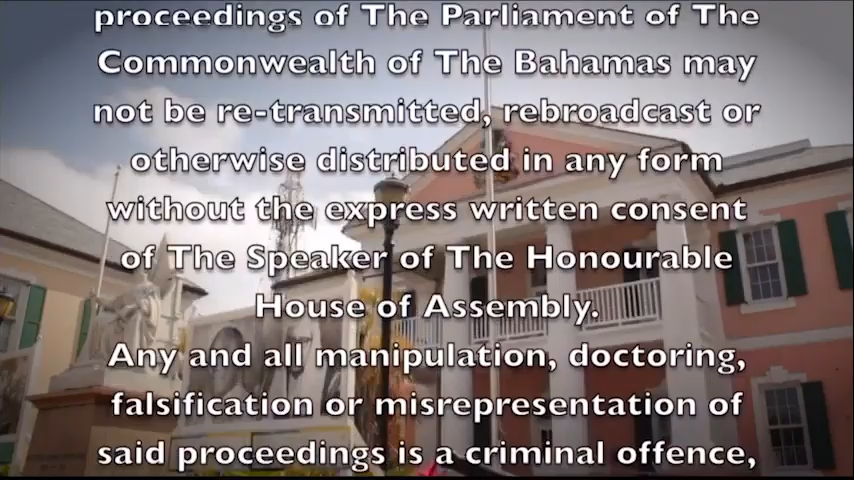 proceedings of The Parliament of The
Commonwealth of The Bahamas may
not be re-transmitted, rebroadcast or
otherwise distributed in any form
without the express written consent
of The Speaker of The Honourable
House of Assembly.
Any and all manipulation, doctoring,
falsification or misrepresentation of
said proceedings is a criminal offence,